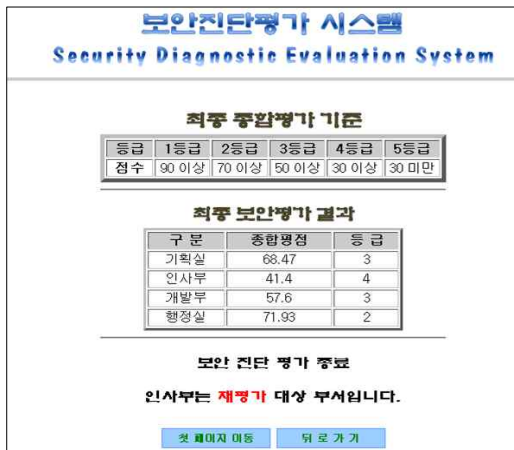 보안진단평가 시스템
Security Diagnostic Evaluation System
최종 종합평가 기준
등급 1등급 2등급 3등급 4등급 5등급
점수 90 이상 70 이상 50 이상 30 이상 30 미만
최종 보안평가 결과
구 분 종합평점 등 급
기획실 68.47 3
인사부 41.4 4
개발부 57.6 3
행정실 71.93 2
보안 진단 평가 종료
인사부는 재평가 대상 부서입니다.
첫 페이지 이동 뒤 로 가 기